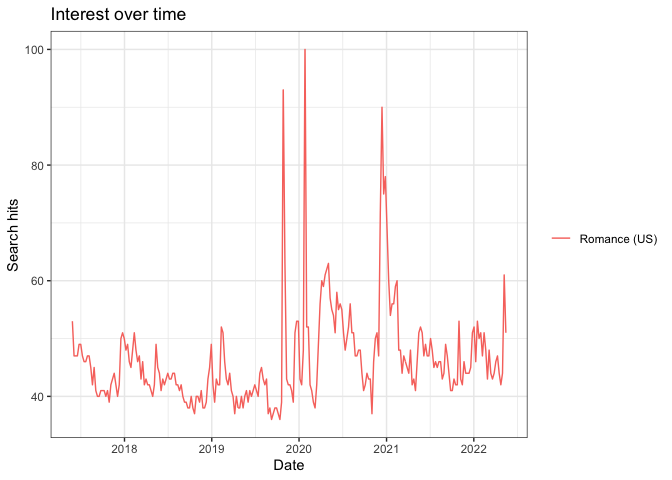 Interest over time
100
80
60
40
Search hits
2018 2019 2020 2021 2022
Date
Romance (US)